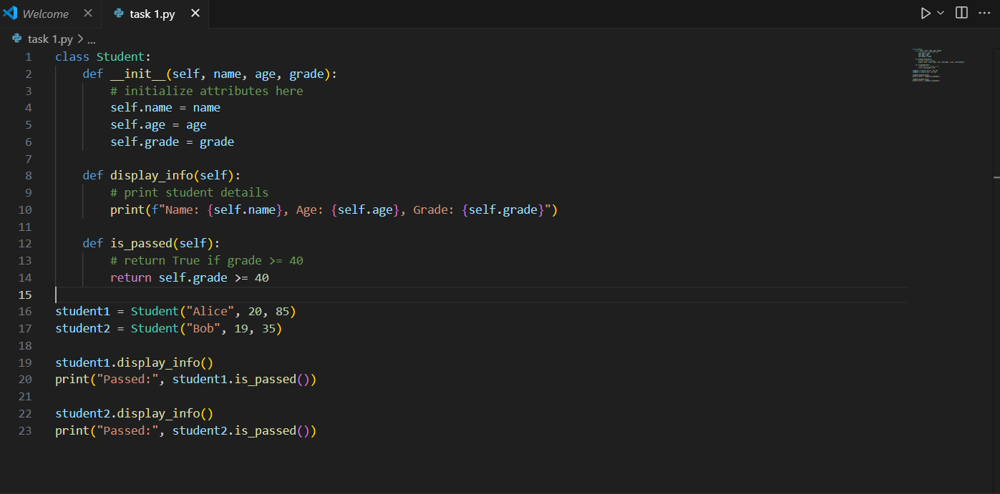 Welcome
task 1.py
task 1.py > ...
1 class Student:
2     def __init__(self, name, age, grade):
3         # initialize attributes here
4         self.name = name
5         self.age = age
6         self.grade = grade
7
8     def display_info(self):
9         # print student details
10         print(f"Name: {self.name}, Age: {self.age}, Grade: {self.grade}")
11
12     def is_passed(self):
13         # return True if grade >= 40
14         return self.grade >= 40
15
16 student1 = Student("Alice", 20, 85)
17 student2 = Student("Bob", 19, 35)
18
19 student1.display_info()
20 print("Passed:", student1.is_passed())
21
22 student2.display_info()
23 print("Passed:", student2.is_passed())